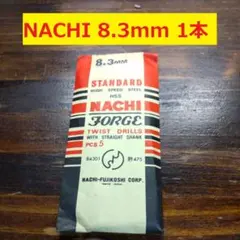 NACHI 8.3mm 1本
8.3mm
STANDARD
HIGH SPEED STEEL
HSS
NACHI
FORGE
TWIST DRILLS
WITH STRAIGHT SHANK
PCS 5
NACHI-FUJIKOSHI CORP.